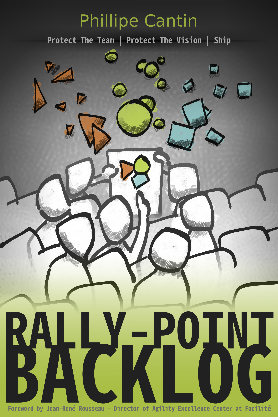 Phillipe Cantin
Protect The Team | Protect The Vision | Ship
RALLY-POINT
BACKLOG
Foreword by Jean-René Rousseau - Director of Agility Excellence Center at Facilité